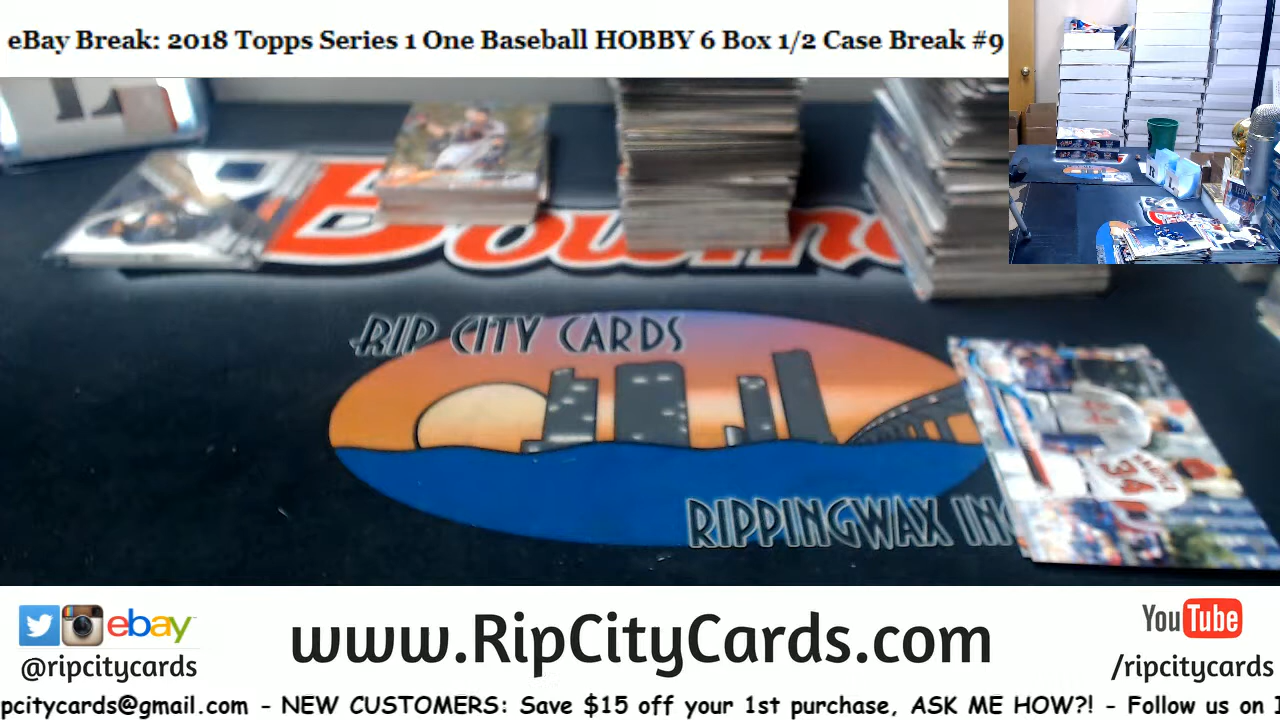 eBay Break: 2018 Topps Series 1 One Baseball HOBBY 6 Box 1/2 Case Break #9
Bowman
RIP CITY CARDS
34
RIPPINGWAX INC
ebay
@ripcitycards
www.RipCityCards.com
YouTube
/ripcitycards
pcitycards@gmail.com - NEW CUSTOMERS: Save $15 off your 1st purchase, ASK ME HOW?! - Follow us on I